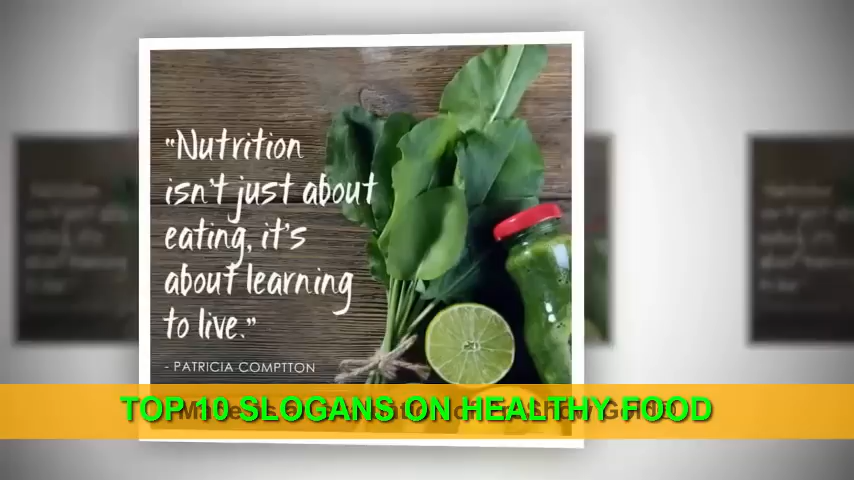 "Nutrition
isn't just about
eating, it's
about learning
to live."
- PATRICIA COMPTTON
TOP 10 SLOGANS ON HEALTHY FOOD